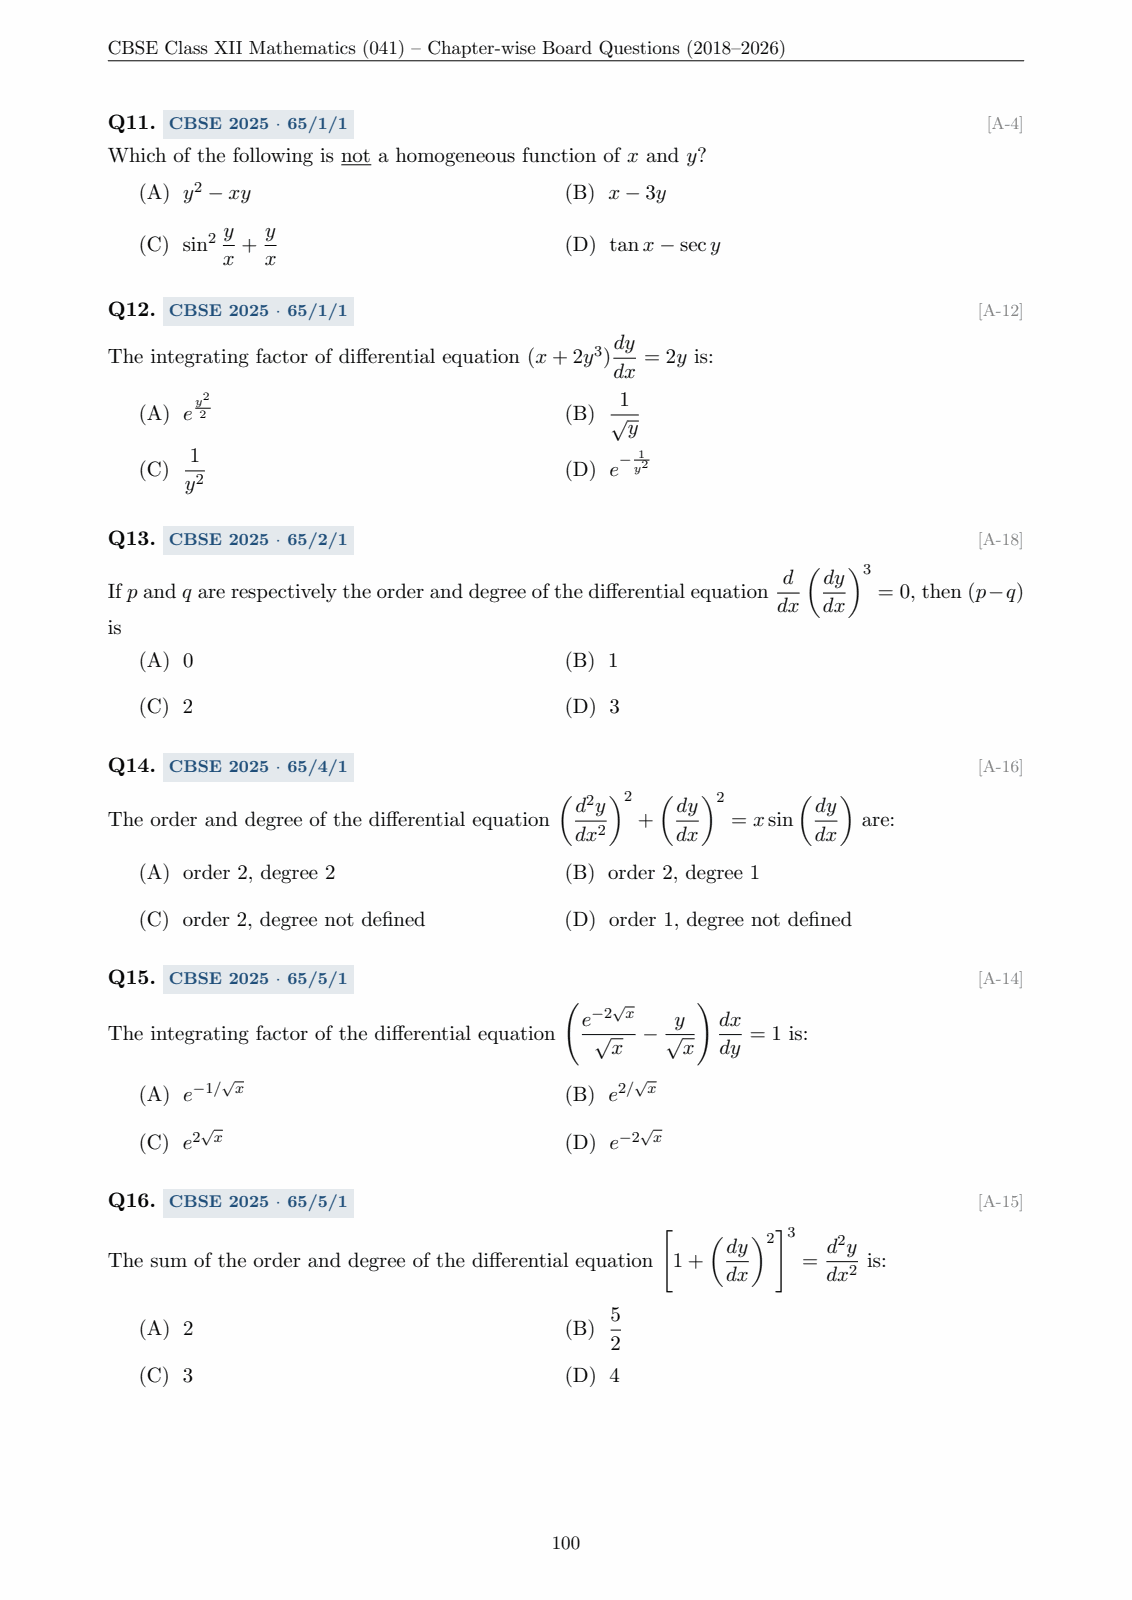 CBSE Class XII Mathematics (041) – Chapter-wise Board Questions (2018–2026)
Q11. CBSE 2025 · 65/1/1 [A-4]
Which of the following is not a homogeneous function of x and y?
(A) y² − xy (B) x − 3y
(C) sin² y/x + y/x (D) tan x − sec y
Q12. CBSE 2025 · 65/1/1 [A-12]
The integrating factor of differential equation (x + 2y³) dy/dx = 2y is:
(A) e^(y²/2) (B) 1/√y
(C) 1/y² (D) e^(−1/y²)
Q13. CBSE 2025 · 65/2/1 [A-18]
If p and q are respectively the order and degree of the differential equation d/dx (dy/dx)³ = 0, then (p−q)
is
(A) 0 (B) 1
(C) 2 (D) 3
Q14. CBSE 2025 · 65/4/1 [A-16]
The order and degree of the differential equation (d²y/dx²)² + (dy/dx)² = x sin (dy/dx) are:
(A) order 2, degree 2 (B) order 2, degree 1
(C) order 2, degree not defined (D) order 1, degree not defined
Q15. CBSE 2025 · 65/5/1 [A-14]
The integrating factor of the differential equation (e^(−2√x)/√x − y/√x) dx/dy = 1 is:
(A) e^(−1/√x) (B) e^(2/√x)
(C) e^(2√x) (D) e^(−2√x)
Q16. CBSE 2025 · 65/5/1 [A-15]
The sum of the order and degree of the differential equation [1 + (dy/dx)²]³ = d²y/dx² is:
(A) 2 (B) 5/2
(C) 3 (D) 4
100